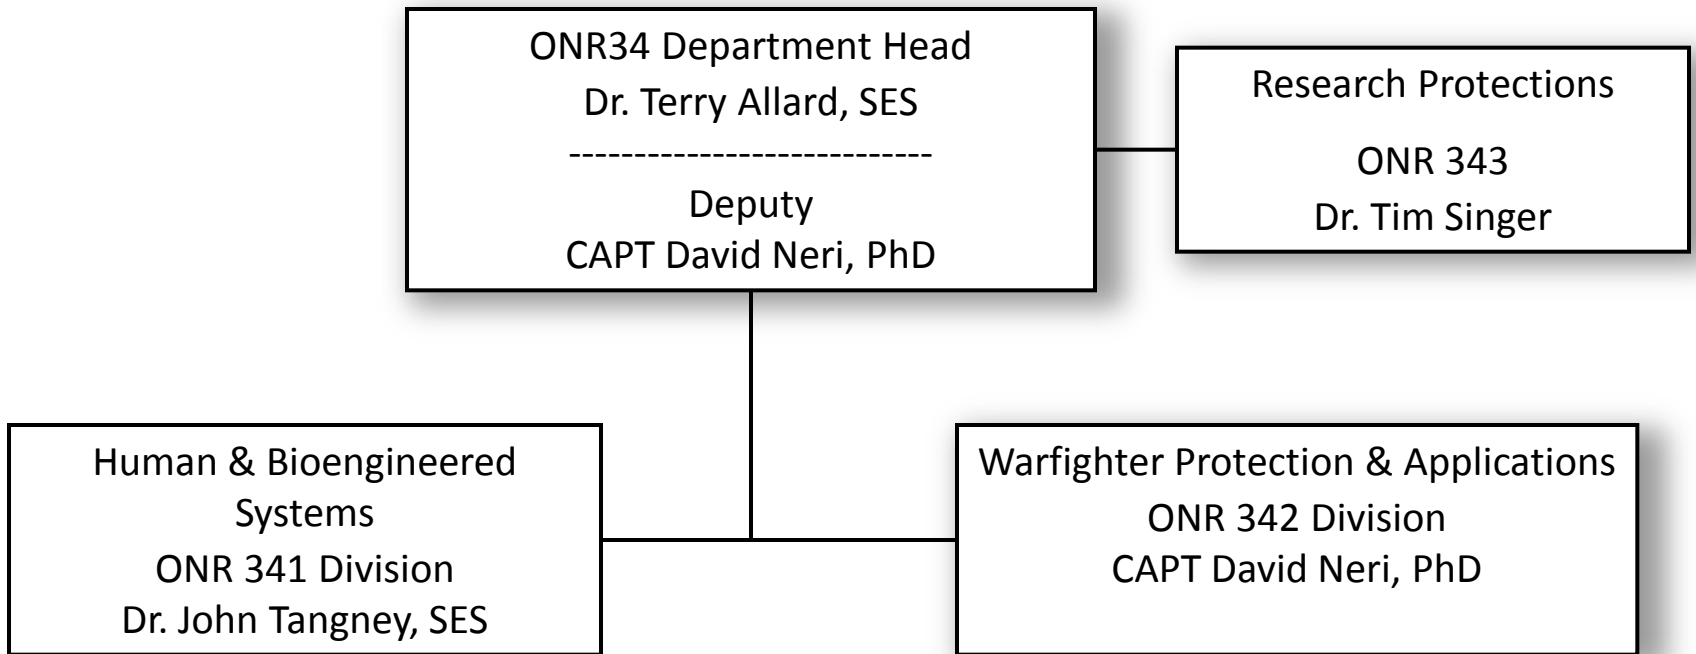 ONR34 Department Head
Dr. Terry Allard, SES
----------------------------
Deputy
CAPT David Neri, PhD
Research Protections
ONR 343
Dr. Tim Singer
Human & Bioengineered
Systems
ONR 341 Division
Dr. John Tangney, SES
Warfighter Protection & Applications
ONR 342 Division
CAPT David Neri, PhD